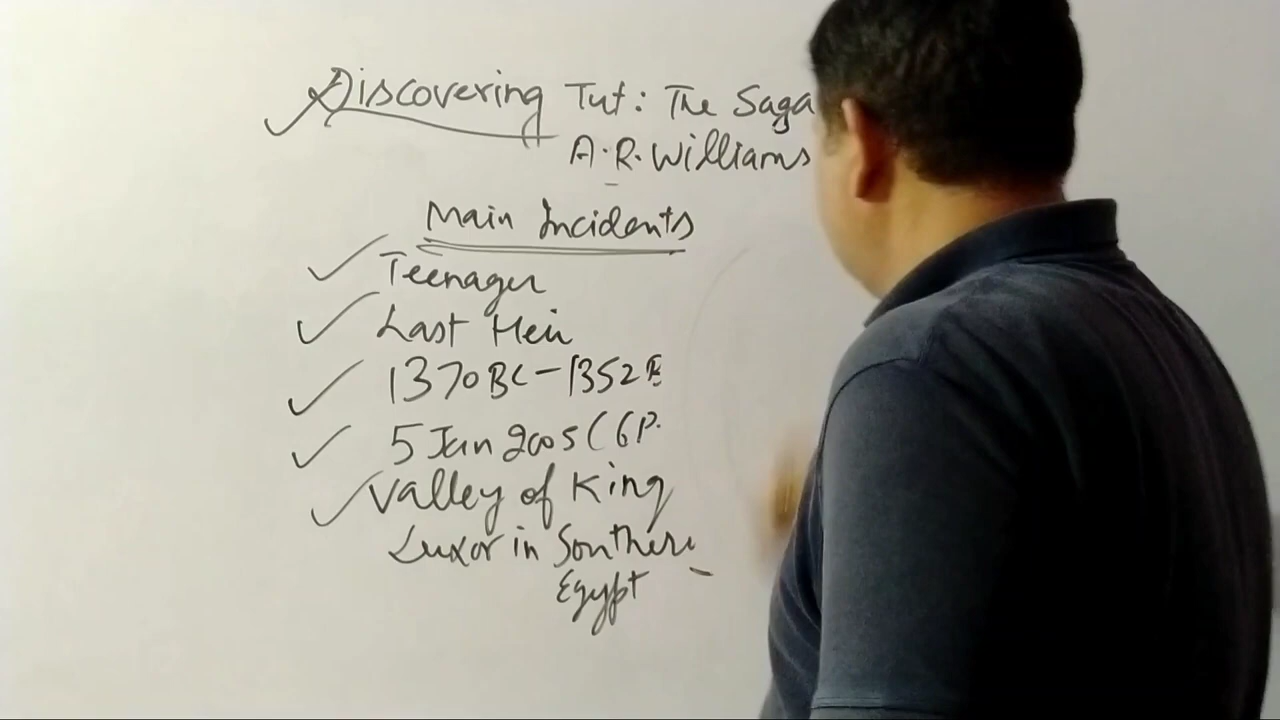 Discovering Tut: The Saga
A.R. Williams
Main Incidents
Teenager
Last Heir
1370 BC - 1352
5 Jan 2005 (6 P.
Valley of King
Luxor in Southern
Egypt